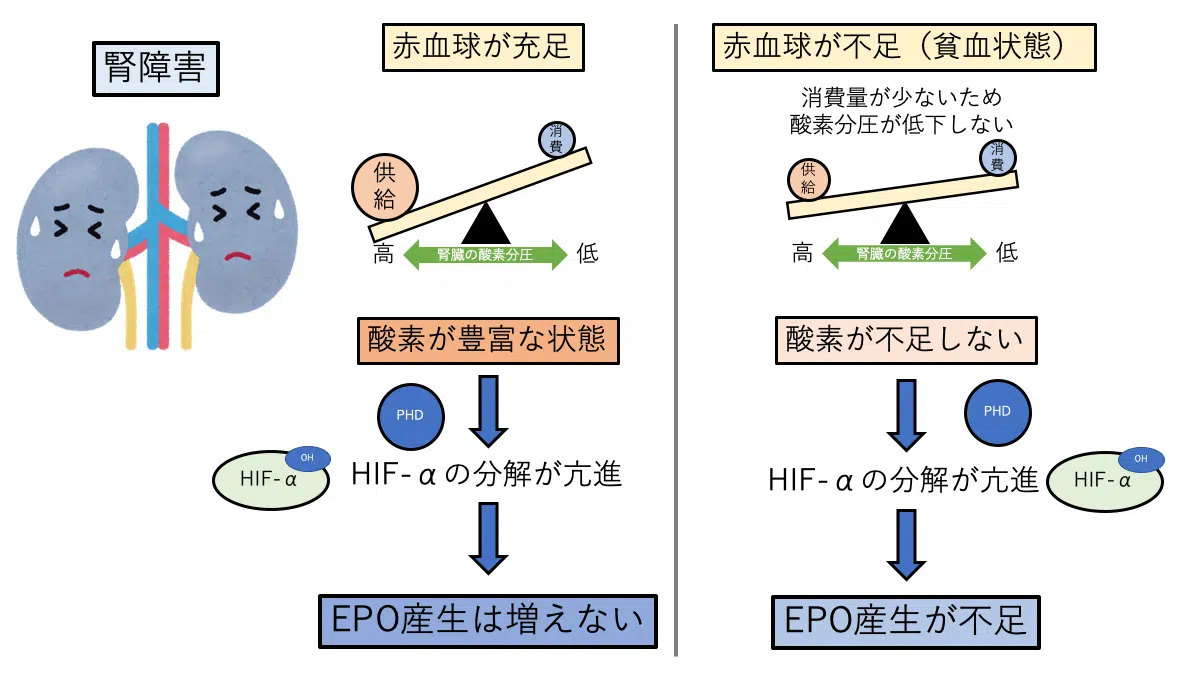 腎障害
赤血球が充足
供
給
消
費
高
腎臓の酸素分圧
低
酸素が豊富な状態
PHD
OH
HIF-α
HIF-αの分解が亢進
EPO産生は増えない
赤血球が不足（貧血状態）
消費量が少ないため
酸素分圧が低下しない
供
給
消
費
高
腎臓の酸素分圧
低
酸素が不足しない
PHD
HIF-αの分解が亢進
OH
HIF-α
EPO産生が不足